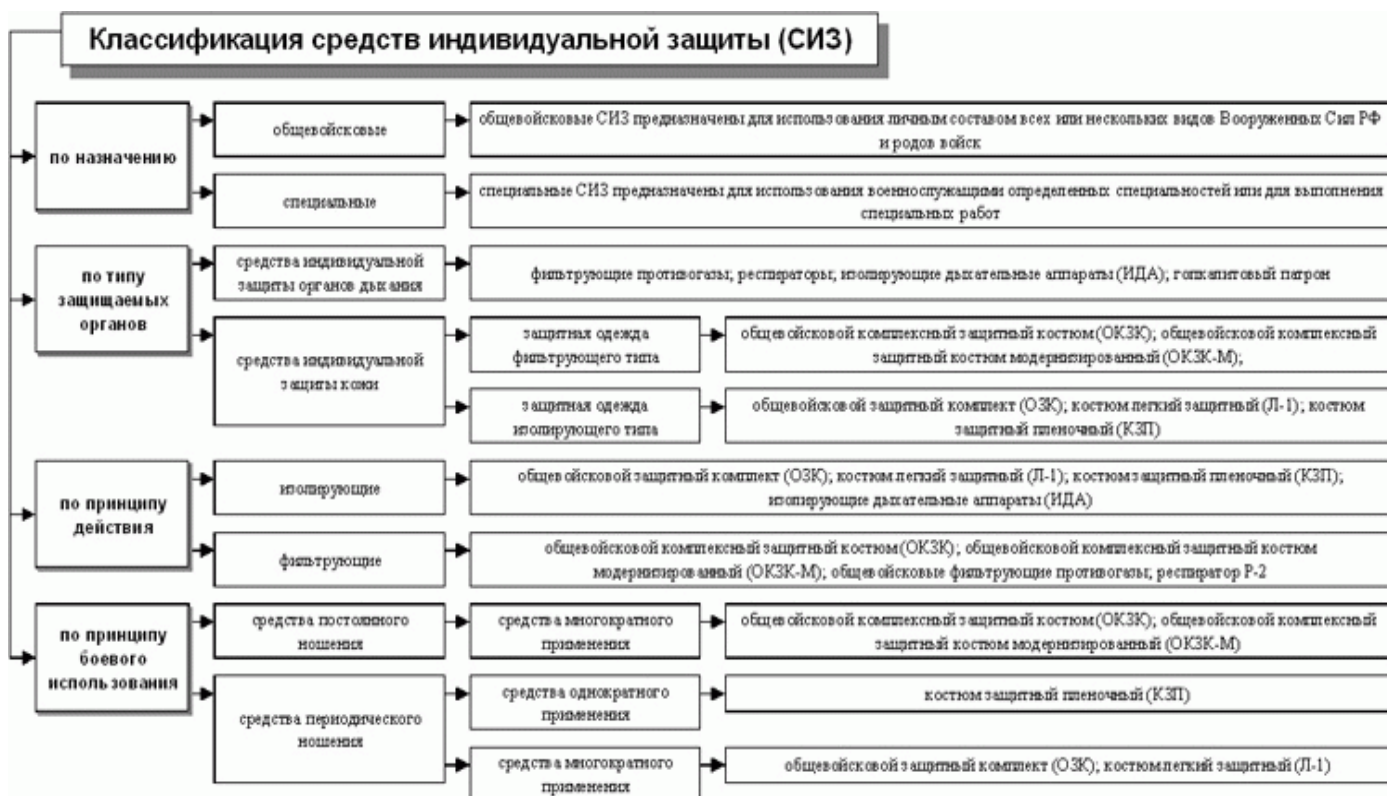 Классификация средств индивидуальной защиты (СИЗ)
по назначению
общевойсковые
общевойсковые СИЗ предназначены для использования личным составом всех или нескольких видов Вооруженных Сил РФ
и родов войск
специальные
специальные СИЗ предназначены для использования военнослужащими определенных специальностей или для выполнения
специальных работ
по типу
защищаемых
органов
средства индивидуальной
защиты органов дыхания
фильтрующие противогазы; респираторы; изолирующие дыхательные аппараты (ИДА); гопкалитовый патрон
средства индивидуальной
защиты кожи
защитная одежда
фильтрующего типа
общевойсковой комплексный защитный костюм (ОКЗК); общевойсковой комплексный
защитный костюм модернизированный (ОКЗК-М);
защитная одежда
изолирующего типа
общевойсковой защитный комплект (ОЗК); костюм легкий защитный (Л-1); костюм
защитный пленочный (КЗП)
по принципу
действия
изолирующие
общевойсковой защитный комплект (ОЗК); костюм легкий защитный (Л-1); костюм защитный пленочный (КЗП);
изолирующие дыхательные аппараты (ИДА)
фильтрующие
общевойсковой комплексный защитный костюм (ОКЗК); общевойсковой комплексный защитный костюм
модернизированный (ОКЗК-М); общевойсковые фильтрующие противогазы; респиратор Р-2
по принципу
боевого
использования
средства постоянного
ношения
средства многократного
применения
общевойсковой комплексный защитный костюм (ОКЗК); общевойсковой комплексный
защитный костюм модернизированный (ОКЗК-М)
средства периодического
ношения
средства однократного
применения
костюм защитный пленочный (КЗП)
средства многократного
применения
общевойсковой защитный комплект (ОЗК); костюм легкий защитный (Л-1)